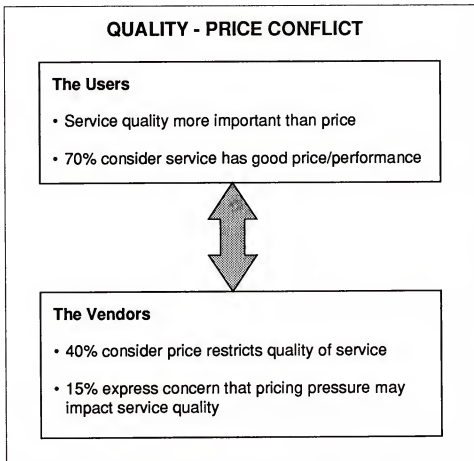 QUALITY - PRICE CONFLICT
The Users
• Service quality more important than price
• 70% consider service has good price/performance
The Vendors
• 40% consider price restricts quality of service
• 15% express concern that pricing pressure may
impact service quality